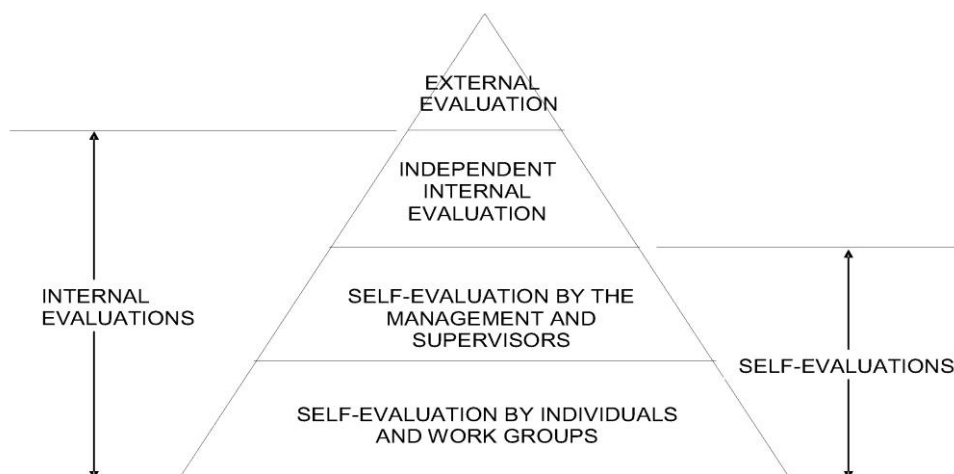 EXTERNAL
EVALUATION
INDEPENDENT
INTERNAL
EVALUATION
INTERNAL
EVALUATIONS
SELF-EVALUATION BY THE
MANAGEMENT AND
SUPERVISORS
SELF-EVALUATIONS
SELF-EVALUATION BY INDIVIDUALS
AND WORK GROUPS